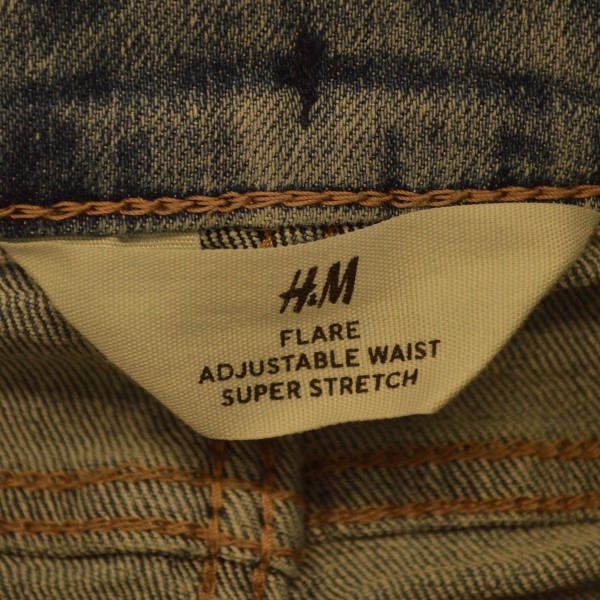 H&M
FLARE
ADJUSTABLE WAIST
SUPER STRETCH